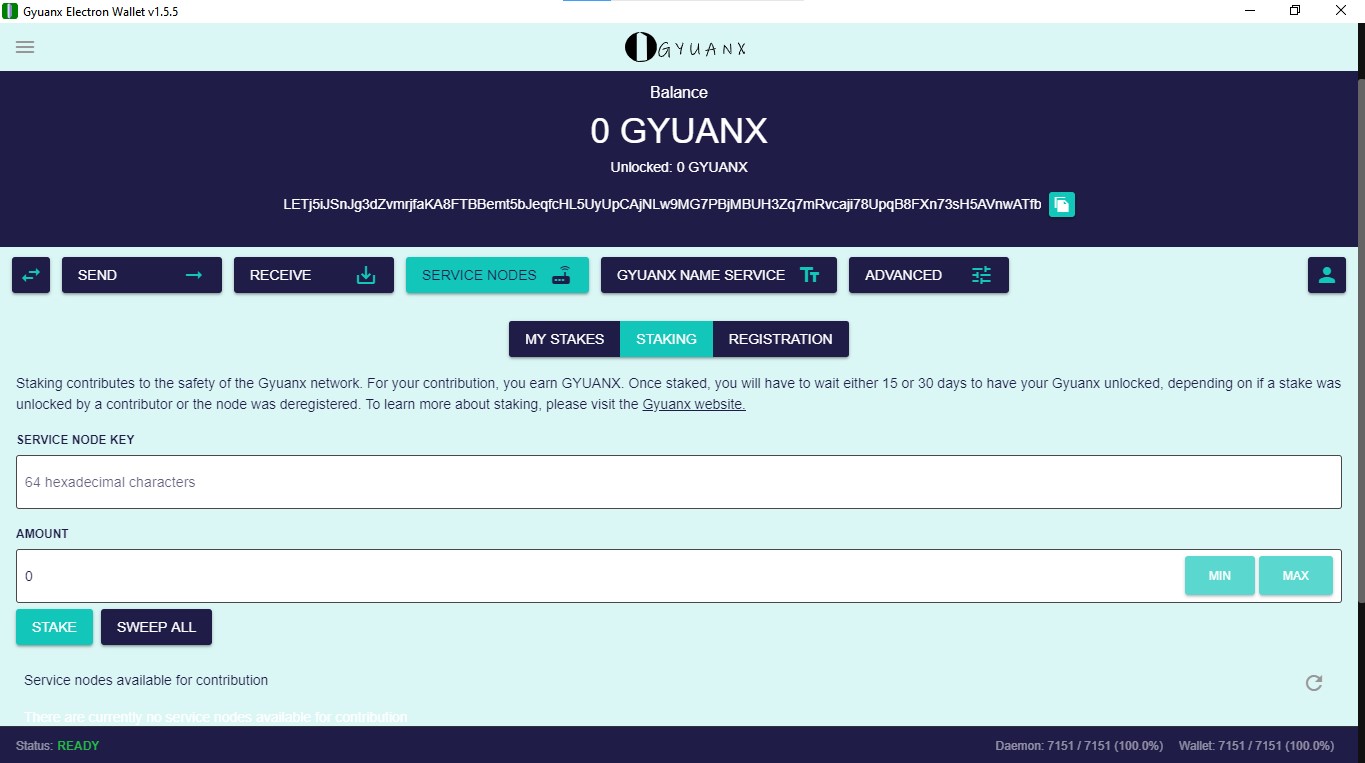 Gyuanx Electron Wallet v1.5.5
GYUANX
Balance
0 GYUANX
Unlocked: 0 GYUANX
LETj5iJSnJg3dZvmrjfaKA8FTBBemt5bJeqfcHL5UyUpCAjNLw9MG7PBjMBUH3Zq7mRvcaji78UpqB8FXn73sH5AVnwATfb
SEND
RECEIVE
SERVICE NODES
GYUANX NAME SERVICE
ADVANCED
MY STAKES
STAKING
REGISTRATION
Staking contributes to the safety of the Gyuanx network. For your contribution, you earn GYUANX. Once staked, you will have to wait either 15 or 30 days to have your Gyuanx unlocked, depending on if a stake was
unlocked by a contributor or the node was deregistered. To learn more about staking, please visit the Gyuanx website.
SERVICE NODE KEY
64 hexadecimal characters
AMOUNT
0
MIN
MAX
STAKE
SWEEP ALL
Service nodes available for contribution
There are currently no service nodes available for contribution
Status: READY
Daemon: 7151 / 7151 (100.0%)
Wallet: 7151 / 7151 (100.0%)